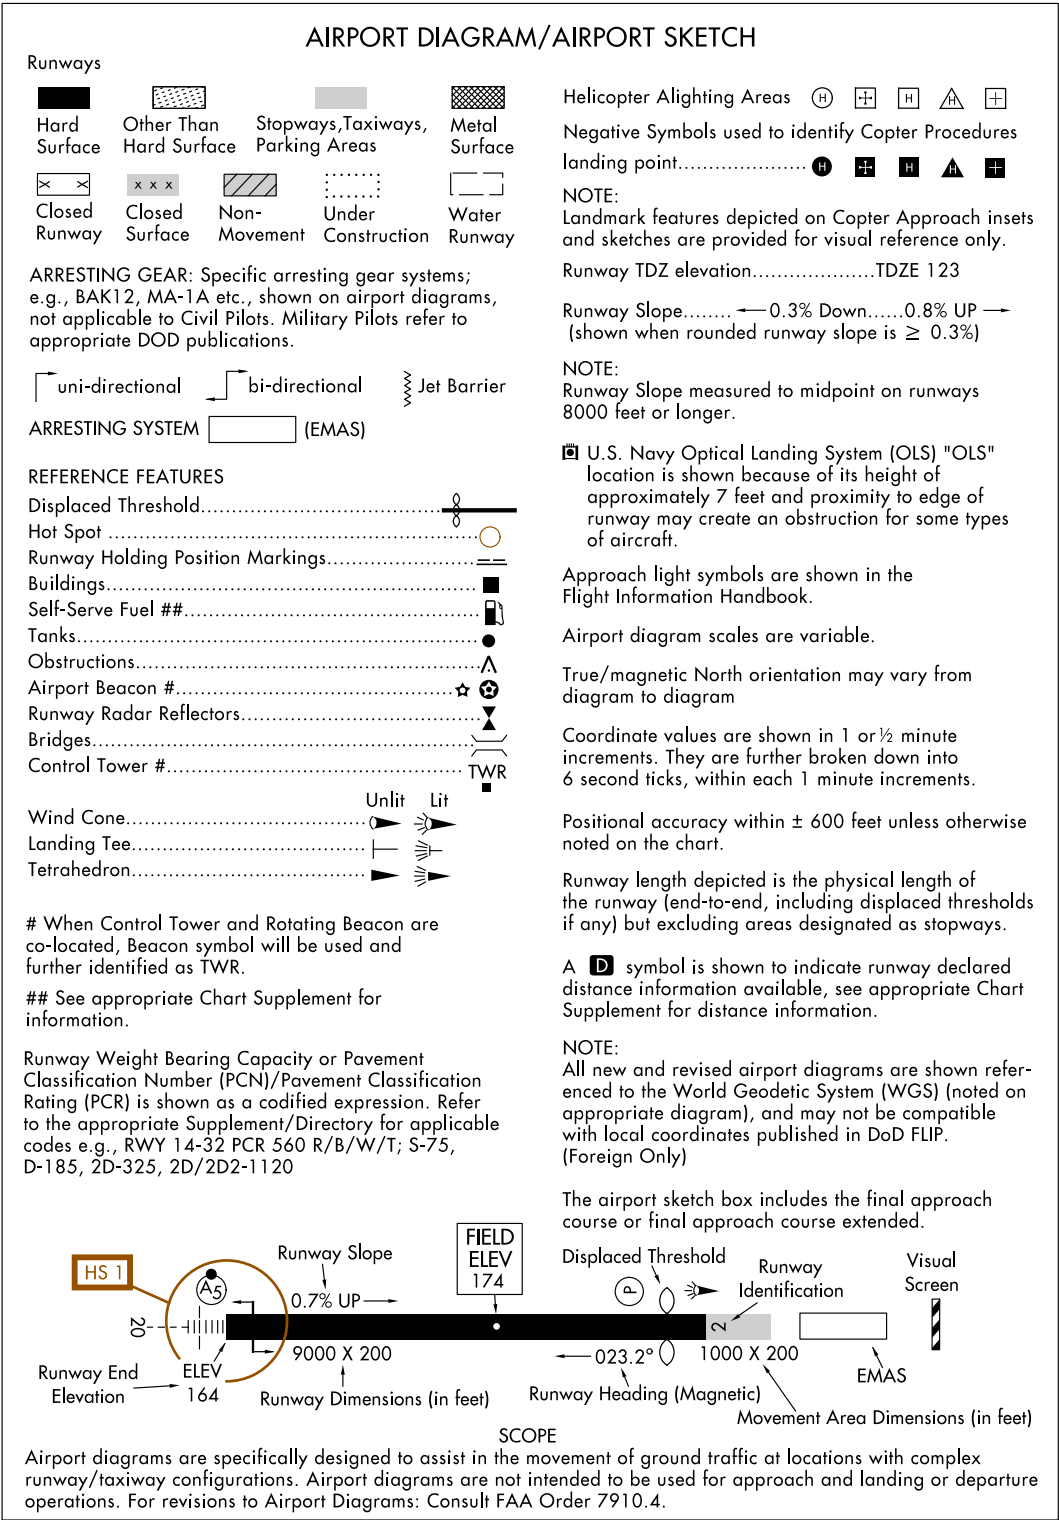 AIRPORT DIAGRAM/AIRPORT SKETCH
Runways
Hard
Surface
Other Than
Hard Surface
Stopways,Taxiways,
Parking Areas
Metal
Surface
x x
Closed
Runway
x x x
Closed
Surface
Non-
Movement
Under
Construction
Water
Runway
ARRESTING GEAR: Specific arresting gear systems;
e.g., BAK12, MA-1A etc., shown on airport diagrams,
not applicable to Civil Pilots. Military Pilots refer to
appropriate DOD publications.
uni-directional
bi-directional
Jet Barrier
ARRESTING SYSTEM (EMAS)
REFERENCE FEATURES
Displaced Threshold........................................
Hot Spot ..............................................................
Runway Holding Position Markings.........................
Buildings..............................................................
Self-Serve Fuel ##.................................................
Tanks...................................................................
Obstructions.........................................................
Airport Beacon #..............................................
Runway Radar Reflectors........................................
Bridges................................................................
Control Tower #.................................................. TWR
Unlit Lit
Wind Cone........................................
Landing Tee.......................................
Tetrahedron.......................................
# When Control Tower and Rotating Beacon are
co-located, Beacon symbol will be used and
further identified as TWR.
## See appropriate Chart Supplement for
information.
Runway Weight Bearing Capacity or Pavement
Classification Number (PCN)/Pavement Classification
Rating (PCR) is shown as a codified expression. Refer
to the appropriate Supplement/Directory for applicable
codes e.g., RWY 14-32 PCR 560 R/B/W/T; S-75,
D-185, 2D-325, 2D/2D2-1120
Helicopter Alighting Areas H H H
Negative Symbols used to identify Copter Procedures
landing point..................... H H H
NOTE:
Landmark features depicted on Copter Approach insets
and sketches are provided for visual reference only.
Runway TDZ elevation....................TDZE 123
Runway Slope........ ← 0.3% Down......0.8% UP →
(shown when rounded runway slope is ≥ 0.3%)
NOTE:
Runway Slope measured to midpoint on runways
8000 feet or longer.
U.S. Navy Optical Landing System (OLS) "OLS"
location is shown because of its height of
approximately 7 feet and proximity to edge of
runway may create an obstruction for some types
of aircraft.
Approach light symbols are shown in the
Flight Information Handbook.
Airport diagram scales are variable.
True/magnetic North orientation may vary from
diagram to diagram
Coordinate values are shown in 1 or ½ minute
increments. They are further broken down into
6 second ticks, within each 1 minute increments.
Positional accuracy within ± 600 feet unless otherwise
noted on the chart.
Runway length depicted is the physical length of
the runway (end-to-end, including displaced thresholds
if any) but excluding areas designated as stopways.
A D symbol is shown to indicate runway declared
distance information available, see appropriate Chart
Supplement for distance information.
NOTE:
All new and revised airport diagrams are shown refer-
enced to the World Geodetic System (WGS) (noted on
appropriate diagram), and may not be compatible
with local coordinates published in DoD FLIP.
(Foreign Only)
The airport sketch box includes the final approach
course or final approach course extended.
HS 1
A5
20
Runway Slope
0.7% UP →
FIELD
ELEV
174
Displaced Threshold
P
Runway
Identification
2
Visual
Screen
Runway End
Elevation
ELEV
164
9000 X 200
Runway Dimensions (in feet)
← 023.2°
Runway Heading (Magnetic)
1000 X 200
Movement Area Dimensions (in feet)
EMAS
SCOPE
Airport diagrams are specifically designed to assist in the movement of ground traffic at locations with complex
runway/taxiway configurations. Airport diagrams are not intended to be used for approach and landing or departure
operations. For revisions to Airport Diagrams: Consult FAA Order 7910.4.